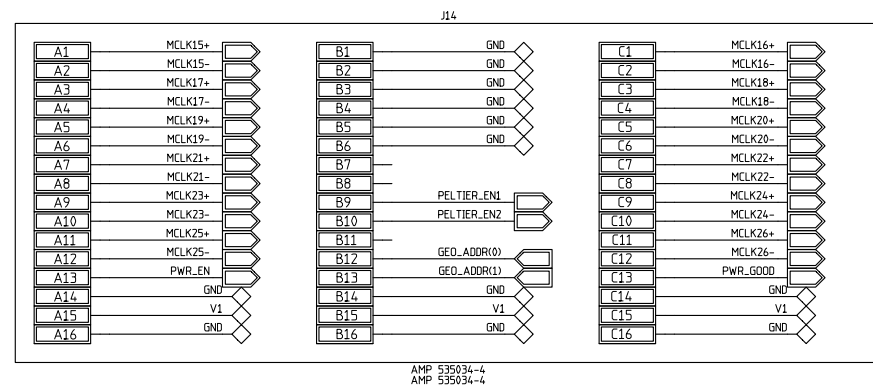 J14
A1 MCLK15+ B1 GND C1 MCLK16+
A2 MCLK15- B2 GND C2 MCLK16-
A3 MCLK17+ B3 GND C3 MCLK18+
A4 MCLK17- B4 GND C4 MCLK18-
A5 MCLK19+ B5 GND C5 MCLK20+
A6 MCLK19- B6 GND C6 MCLK20-
A7 MCLK21+ B7 C7 MCLK22+
A8 MCLK21- B8 C8 MCLK22-
A9 MCLK23+ B9 PELTIER_EN1 C9 MCLK24+
A10 MCLK23- B10 PELTIER_EN2 C10 MCLK24-
A11 MCLK25+ B11 C11 MCLK26+
A12 MCLK25- B12 GEO_ADDR(0) C12 MCLK26-
A13 PWR_EN B13 GEO_ADDR(1) C13 PWR_GOOD
A14 GND B14 GND C14 GND
A15 V1 B15 V1 C15 V1
A16 GND B16 GND C16 GND
AMP 535034-4
AMP 535034-4